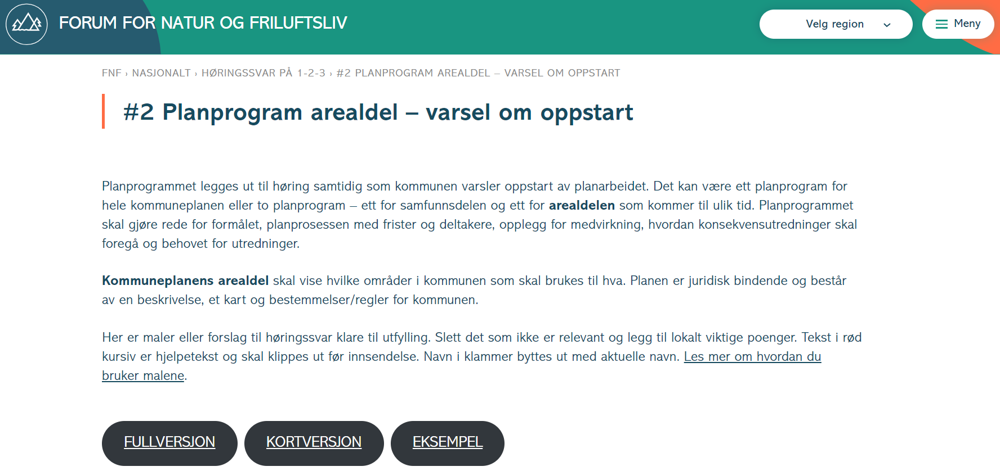 FORUM FOR NATUR OG FRILUFTSLIV
Velg region
Meny
FNF › NASJONALT › HØRINGSSVAR PÅ 1-2-3 › #2 PLANPROGRAM AREALDEL – VARSEL OM OPPSTART
#2 Planprogram arealdel – varsel om oppstart
Planprogrammet legges ut til høring samtidig som kommunen varsler oppstart av planarbeidet. Det kan være ett planprogram for
hele kommuneplanen eller to planprogram – ett for samfunnsdelen og ett for arealdelen som kommer til ulik tid. Planprogrammet
skal gjøre rede for formålet, planprosessen med frister og deltakere, opplegg for medvirkning, hvordan konsekvensutredninger skal
foregå og behovet for utredninger.
Kommuneplanens arealdel skal vise hvilke områder i kommunen som skal brukes til hva. Planen er juridisk bindende og består
av en beskrivelse, et kart og bestemmelser/regler for kommunen.
Her er maler eller forslag til høringssvar klare til utfylling. Slett det som ikke er relevant og legg til lokalt viktige poenger. Tekst i rød
kursiv er hjelpetekst og skal klippes ut før innsendelse. Navn i klammer byttes ut med aktuelle navn. Les mer om hvordan du
bruker malene.
FULLVERSJON
KORTVERSJON
EKSEMPEL